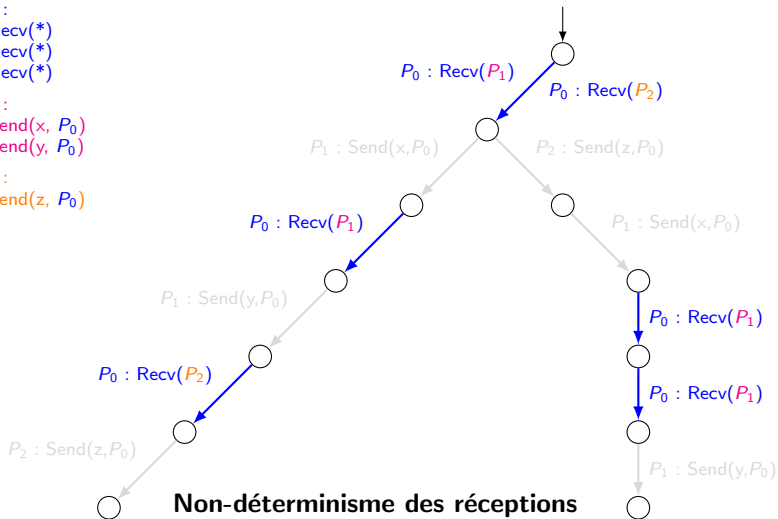 :
ecv(*)
ecv(*)
ecv(*)
:
end(x, P₀)
end(y, P₀)
:
end(z, P₀)
P₀ : Recv(P₁)
P₀ : Recv(P₂)
P₁ : Send(x,P₀)
P₂ : Send(z,P₀)
P₀ : Recv(P₁)
P₁ : Send(x,P₀)
P₁ : Send(y,P₀)
P₀ : Recv(P₁)
P₀ : Recv(P₂)
P₀ : Recv(P₁)
P₂ : Send(z,P₀)
P₁ : Send(y,P₀)
Non-déterminisme des réceptions